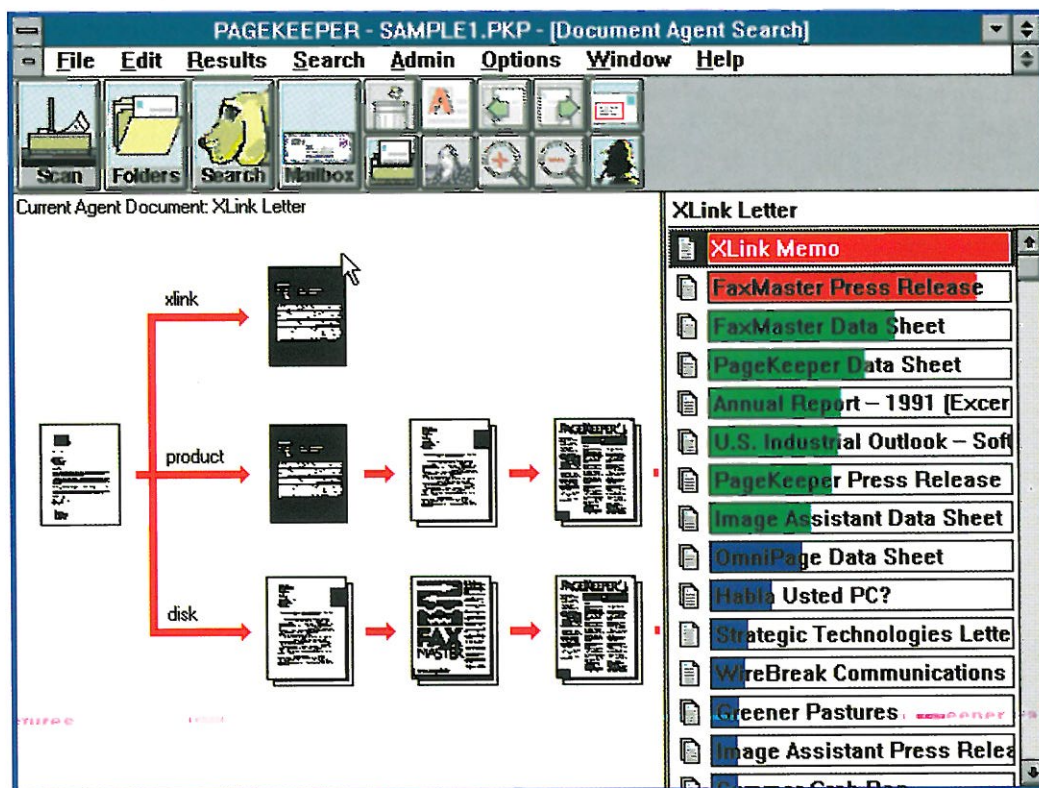 PAGEKEEPER - SAMPLE1.PKP - [Document Agent Search]
File Edit Results Search Admin Options Window Help
Scan Folders Search Mailbox
Current Agent Document: XLink Letter
xlink
product
PAGEKEEPER
disk
FAX
MASTER
PAGEKEEPER
XLink Letter
XLink Memo
FaxMaster Press Release
FaxMaster Data Sheet
PageKeeper Data Sheet
Annual Report – 1991 (Excer
U.S. Industrial Outlook – Soft
PageKeeper Press Release
Image Assistant Data Sheet
OmniPage Data Sheet
Habla Usted PC?
Strategic Technologies Lette
WireBreak Communications
Greener Pastures
Image Assistant Press Relea